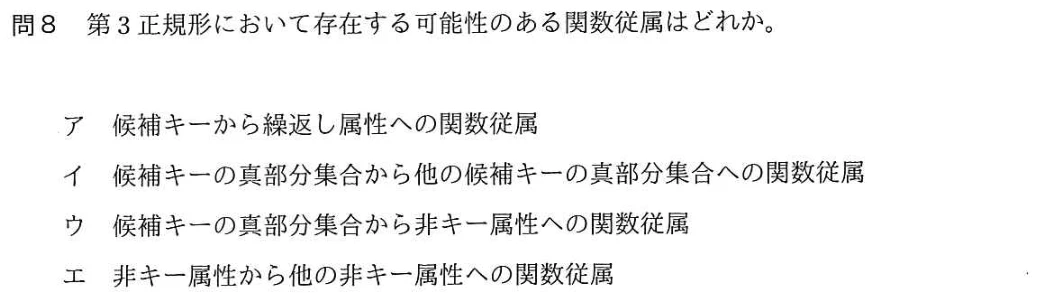 問8 第3正規形において存在する可能性のある関数従属はどれか。
ア 候補キーから繰返し属性への関数従属
イ 候補キーの真部分集合から他の候補キーの真部分集合への関数従属
ウ 候補キーの真部分集合から非キー属性への関数従属
エ 非キー属性から他の非キー属性への関数従属